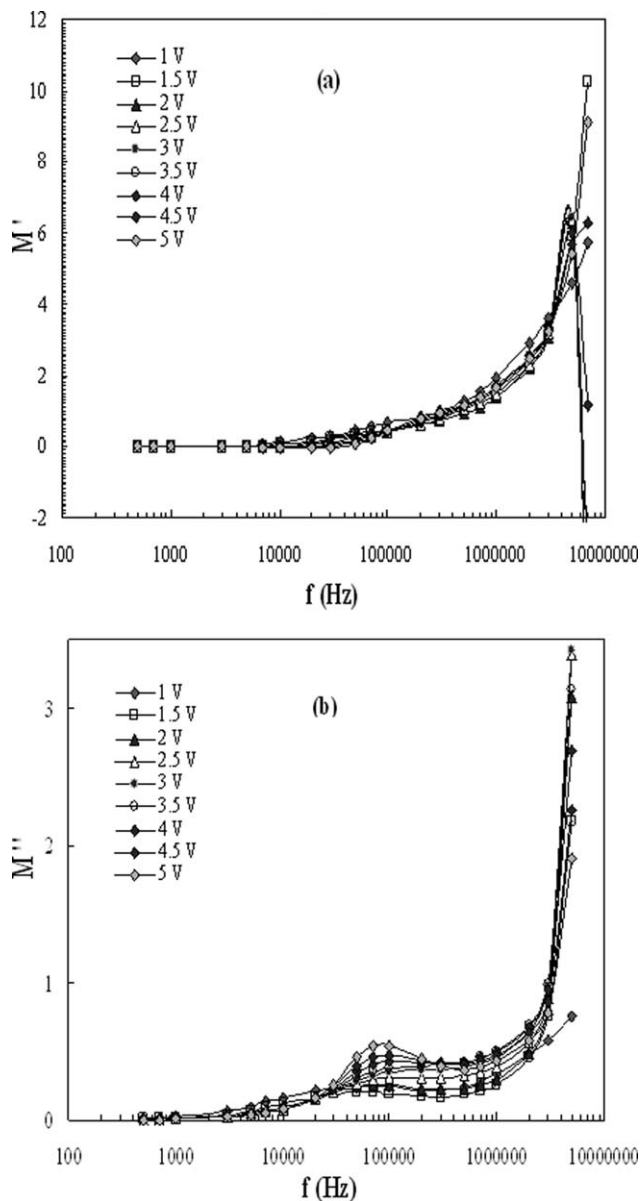 12
10
8
6
4
2
0
-2
M '
1 V
1.5 V
2 V
2.5 V
3 V
3.5 V
4 V
4.5 V
5 V
(a)
100
1000
10000
100000
1000000
10000000
f (Hz)
3
2
1
0
M ''
1 V
1.5 V
2 V
2.5 V
3 V
3.5 V
4 V
4.5 V
5 V
(b)
100
1000
10000
100000
1000000
10000000
f (Hz)